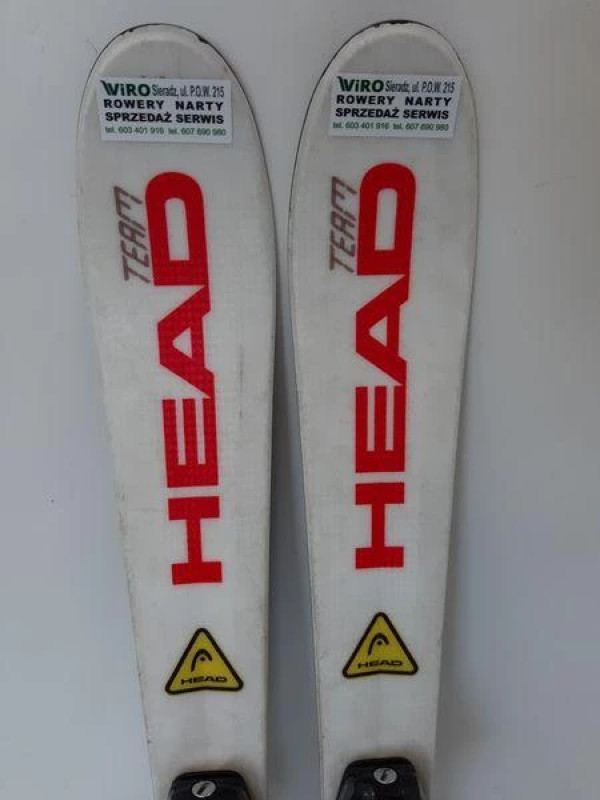 WiRO Sieradz, ul. P.O.W. 215
ROWERY NARTY
SPRZEDAŻ SERWIS
tel. 603 401 916 tel. 607 690 980
TEAM
HEAD
HEAD
WiRO Sieradz, ul. P.O.W. 215
ROWERY NARTY
SPRZEDAŻ SERWIS
tel. 603 401 916 tel. 607 690 980
TEAM
HEAD
HEAD